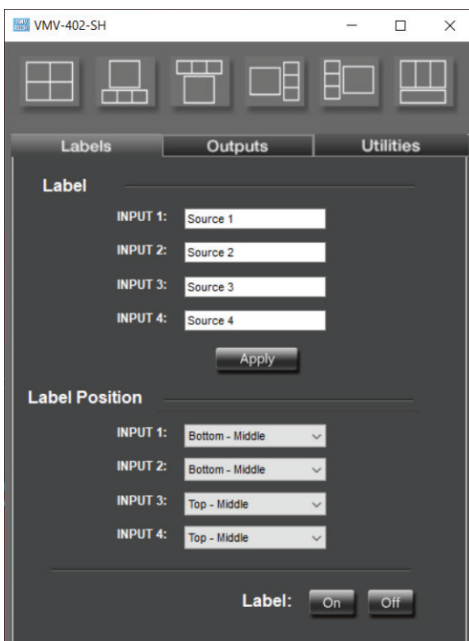 VMV-402-SH
Labels Outputs Utilities
Label
INPUT 1: Source 1
INPUT 2: Source 2
INPUT 3: Source 3
INPUT 4: Source 4
Apply
Label Position
INPUT 1: Bottom - Middle
INPUT 2: Bottom - Middle
INPUT 3: Top - Middle
INPUT 4: Top - Middle
Label: On Off